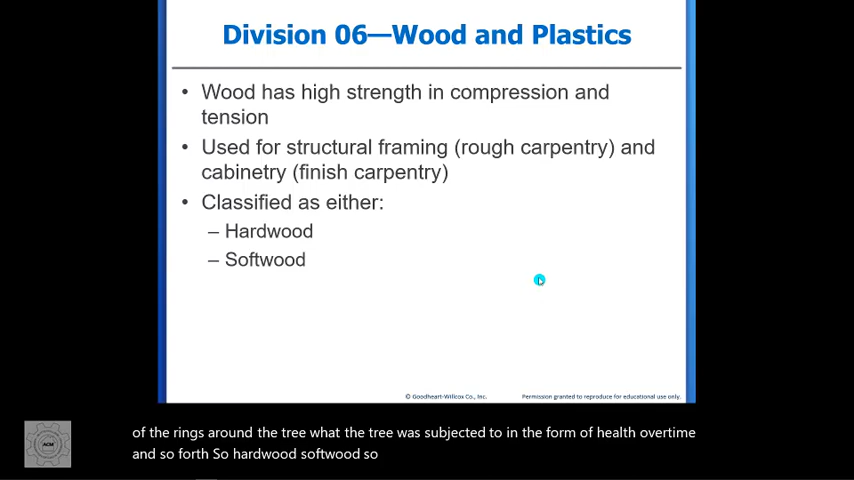 Division 06—Wood and Plastics
• Wood has high strength in compression and
tension
• Used for structural framing (rough carpentry) and
cabinetry (finish carpentry)
• Classified as either:
– Hardwood
– Softwood
© Goodheart-Willcox Co., Inc. Permission granted to reproduce for educational use only.
ACM
of the rings around the tree what the tree was subjected to in the form of health overtime
and so forth So hardwood softwood so